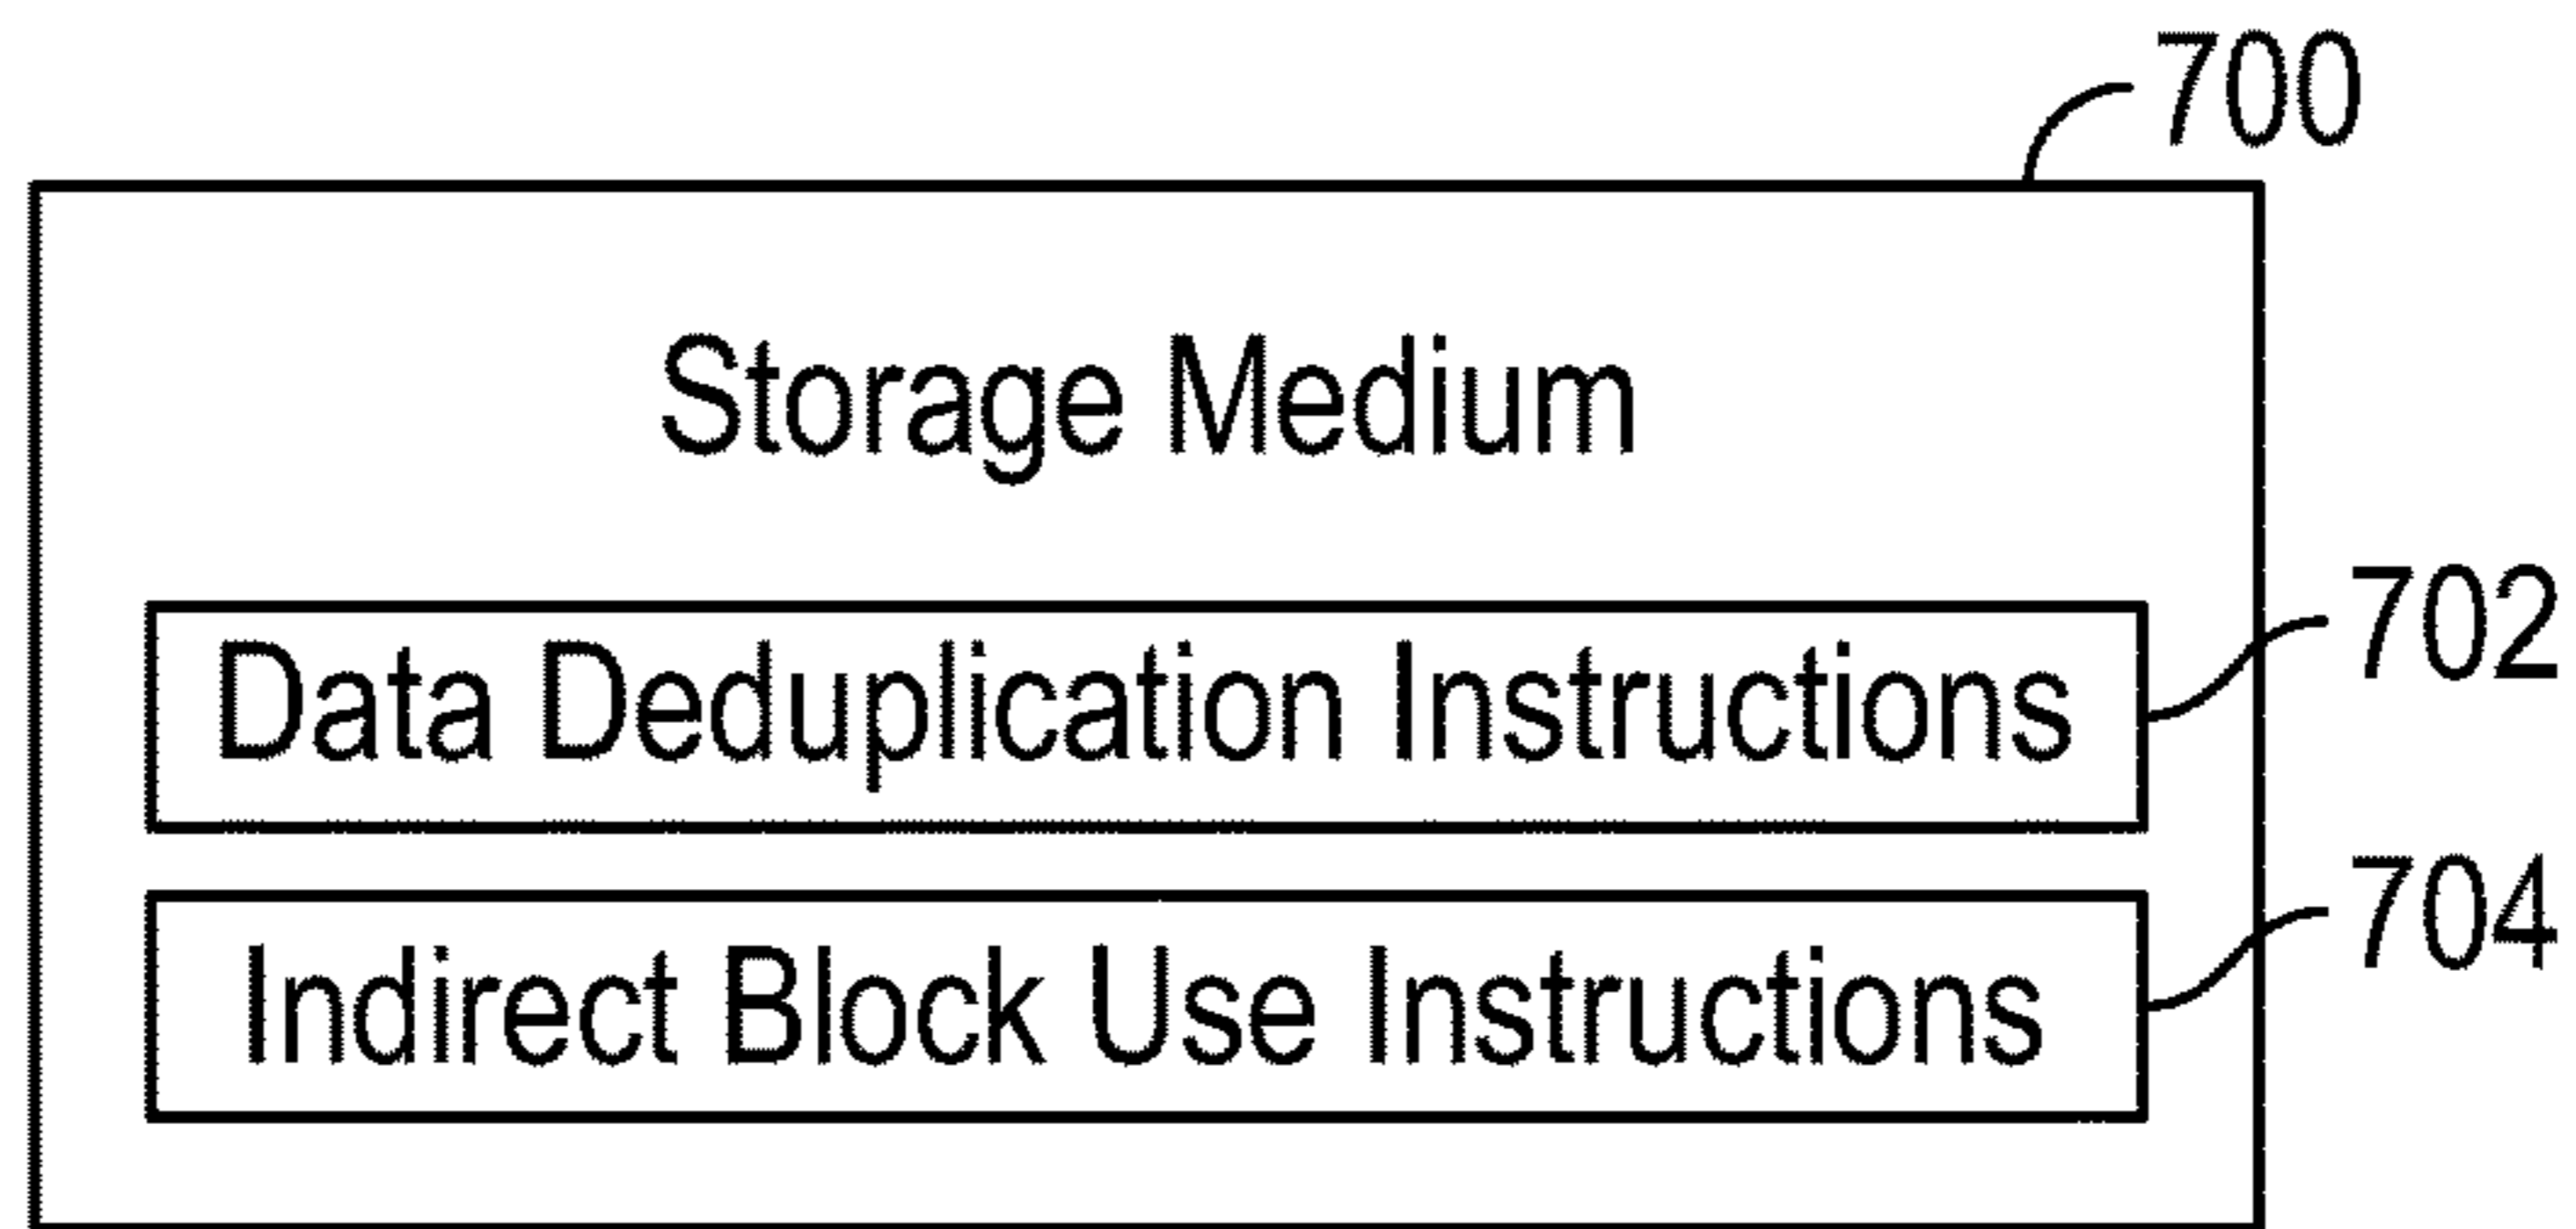 700
Storage Medium
702
Data Deduplication Instructions
704
Indirect Block Use Instructions